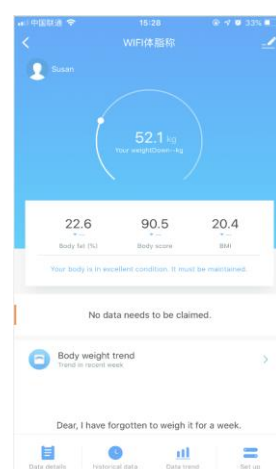 中国联通 15:28 33%
WIFI体脂称
Susan
52.1 kg
Your weightDown--kg
22.6 90.5 20.4
Body fat (%) Body score BMI
Your body is in excellent condition. It must be maintained.
No data needs to be claimed.
Body weight trend
Trend in recent week
Dear, I have forgotten to weigh it for a week.
Data details historical data Data trend Set up